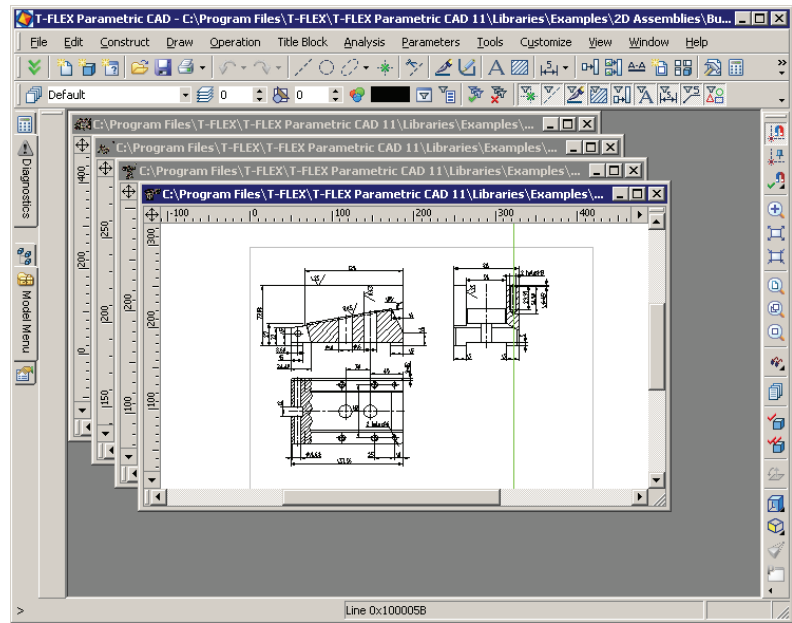 T-FLEX Parametric CAD - C:\Program Files\T-FLEX\T-FLEX Parametric CAD 11\Libraries\Examples\2D Assemblies\Bu...
File Edit Construct Draw Operation Title Block Analysis Parameters Tools Customize View Window Help
Default 0 0
C:\Program Files\T-FLEX\T-FLEX Parametric CAD 11\Libraries\Examples\...
C:\Program Files\T-FLEX\T-FLEX Parametric CAD 11\Libraries\Examples\...
C:\Program Files\T-FLEX\T-FLEX Parametric CAD 11\Libraries\Examples\...
C:\Program Files\T-FLEX\T-FLEX Parametric CAD 11\Libraries\Examples\...
-100 0 100 200 300 400
Diagnostics
Model Menu
400
200
0
250
200
150
200
100
300
200
100
> Line 0x100005B